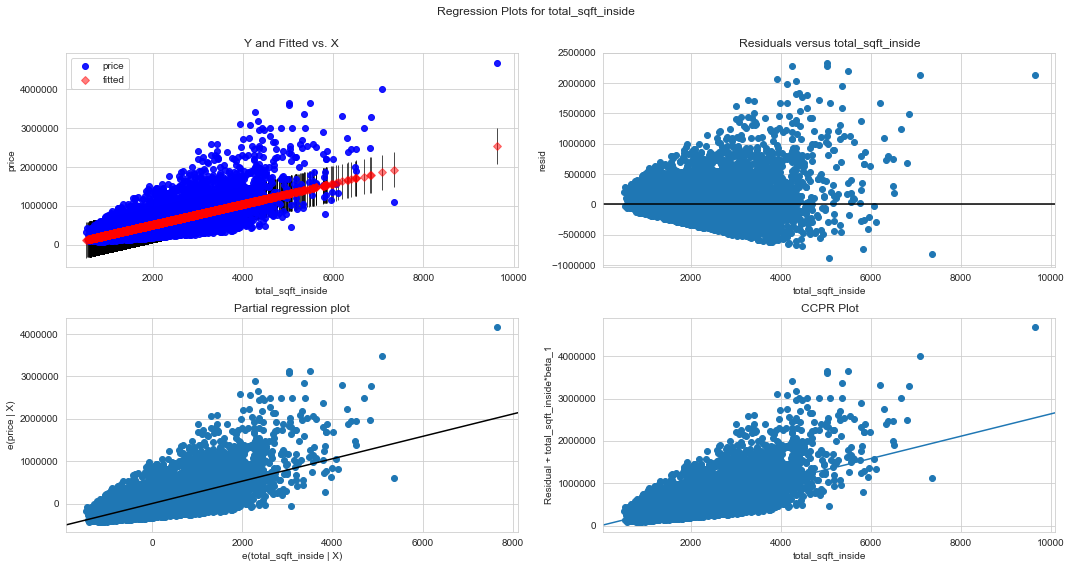 Regression Plots for total_sqft_inside
Y and Fitted vs. X
price
fitted
4000000
3000000
2000000
1000000
0
price
2000
4000
6000
8000
10000
total_sqft_inside
Residuals versus total_sqft_inside
2500000
2000000
1500000
1000000
500000
0
−500000
−1000000
resid
2000
4000
6000
8000
10000
total_sqft_inside
Partial regression plot
4000000
3000000
2000000
1000000
0
e(price | X)
0
2000
4000
6000
8000
e(total_sqft_inside | X)
CCPR Plot
4000000
3000000
2000000
1000000
0
Residual + total_sqft_inside*beta_1
2000
4000
6000
8000
10000
total_sqft_inside